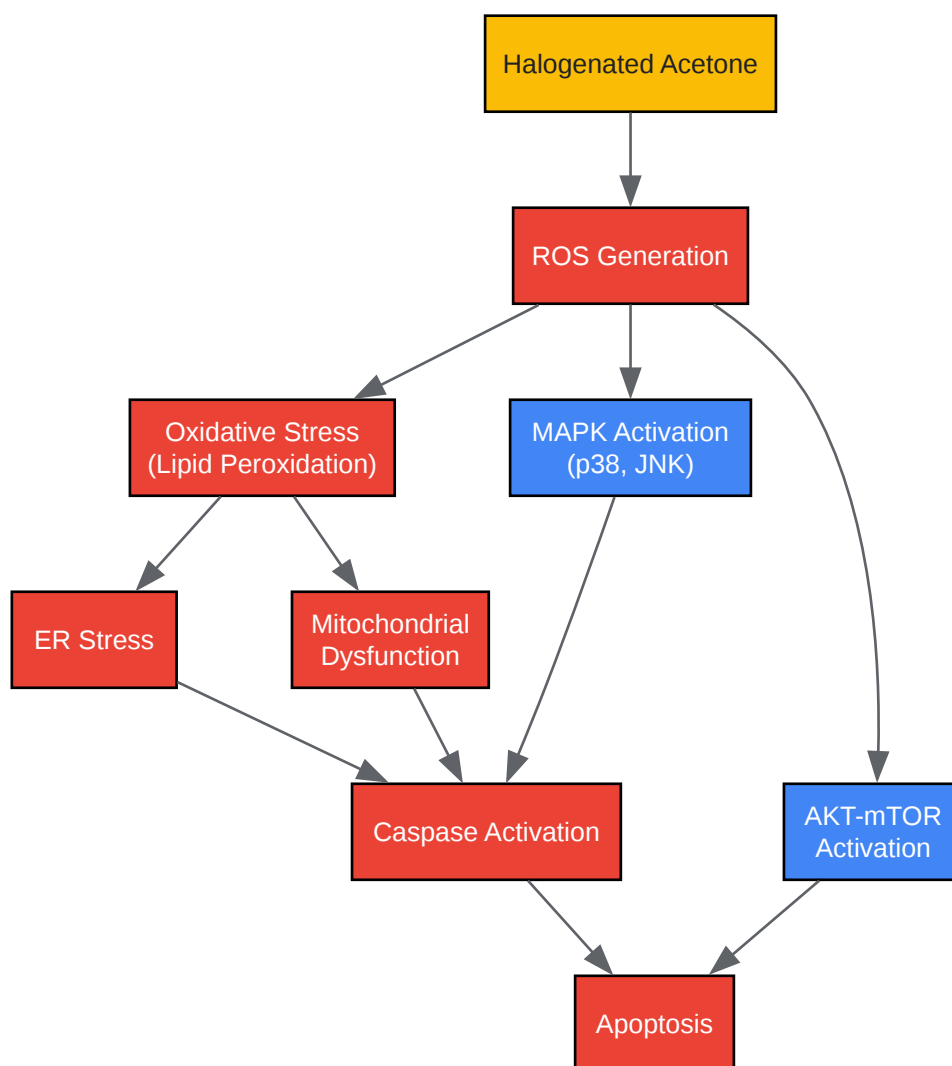 Halogenated Acetone
ROS Generation
Oxidative Stress
(Lipid Peroxidation)
MAPK Activation
(p38, JNK)
ER Stress
Mitochondrial
Dysfunction
Caspase Activation
AKT-mTOR
Activation
Apoptosis